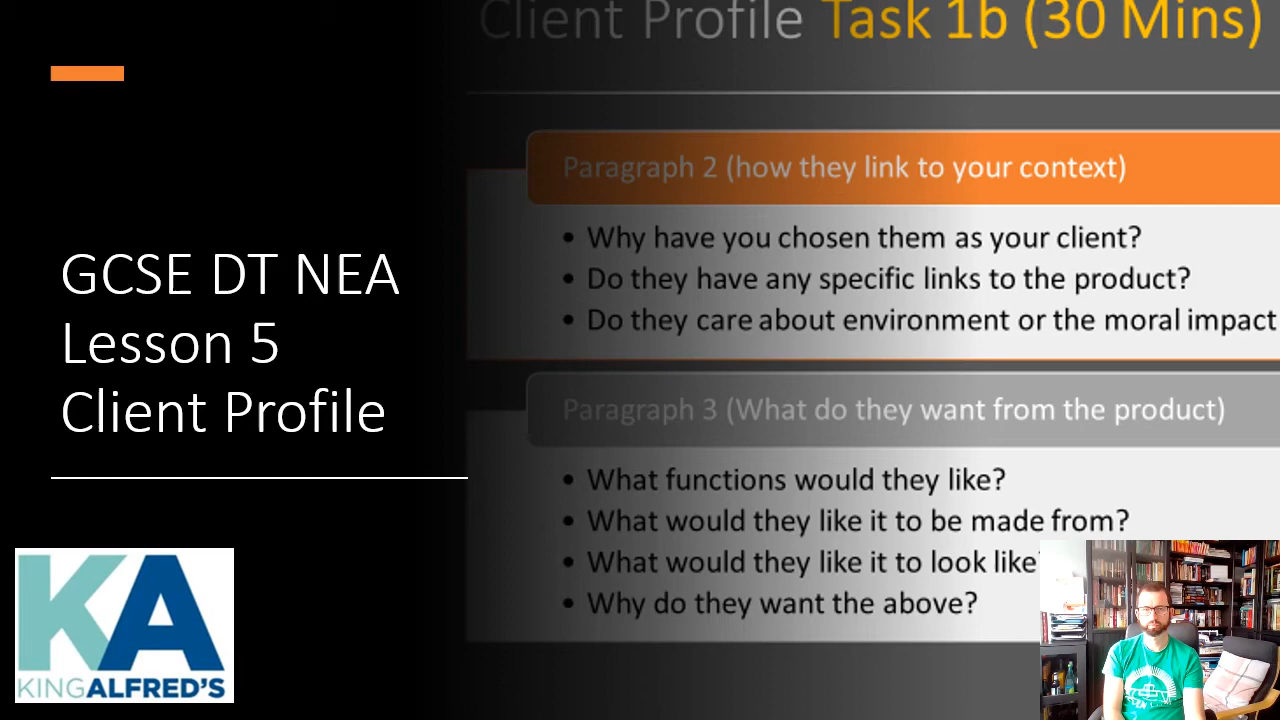 Client Profile Task 1b (30 Mins)
Paragraph 2 (how they link to your context)
• Why have you chosen them as your client?
• Do they have any specific links to the product?
• Do they care about environment or the moral impact
GCSE DT NEA
Lesson 5
Client Profile
Paragraph 3 (What do they want from the product)
• What functions would they like?
• What would they like it to be made from?
• What would they like it to look like
• Why do they want the above?
KA
KING ALFRED'S